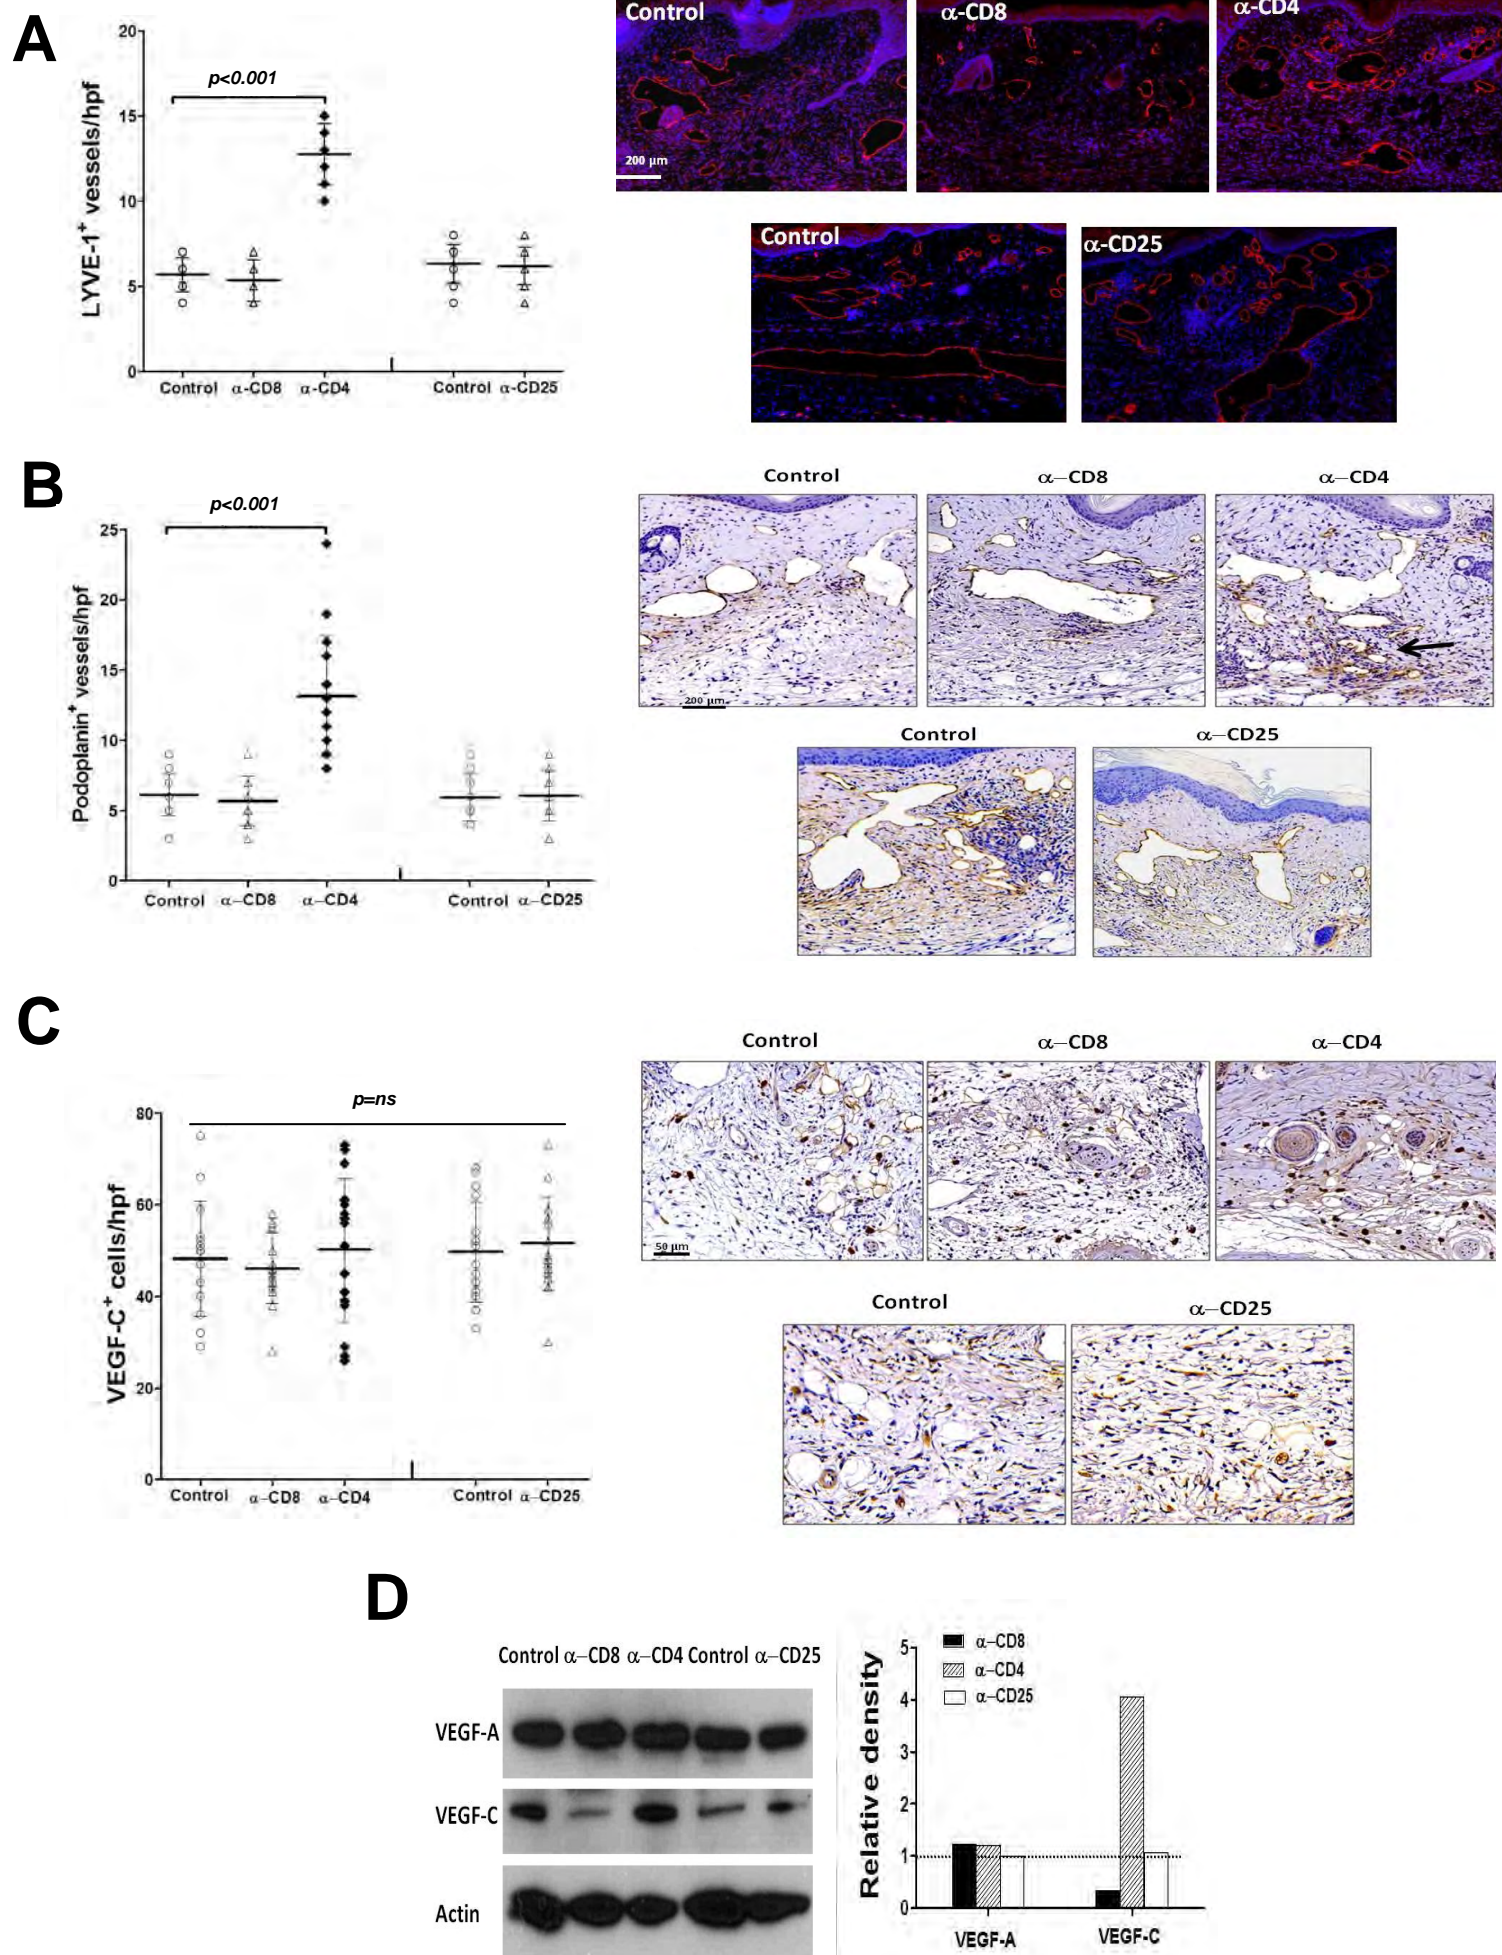 A
20
15
10
5
0
LYVE-1+ vessels/hpf
p<0.001
Control α-CD8 α-CD4 Control α-CD25
Control
α-CD8
α-CD4
200 µm
Control
α-CD25
B
25
20
15
10
5
0
Podoplanin+ vessels/hpf
p<0.001
Control α-CD8 α-CD4 Control α-CD25
Control
α-CD8
α-CD4
200 µm
Control
α-CD25
C
80
60
40
20
0
VEGF-C+ cells/hpf
p=ns
Control α-CD8 α-CD4 Control α-CD25
Control
α-CD8
α-CD4
50 µm
Control
α-CD25
D
Control α-CD8 α-CD4 Control α-CD25
VEGF-A
VEGF-C
Actin
Relative density
5
4
3
2
1
0
α-CD8
α-CD4
α-CD25
VEGF-A
VEGF-C